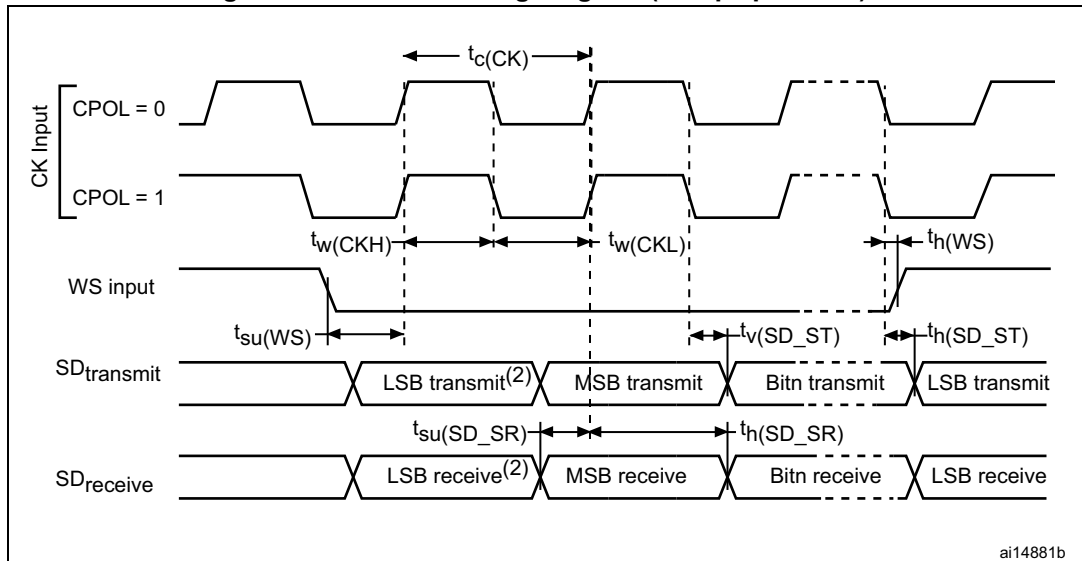 tc(CK)
CK Input
CPOL = 0
CPOL = 1
tw(CKH)
tw(CKL)
th(WS)
WS input
tsu(WS)
tv(SD_ST)
th(SD_ST)
SDtransmit
LSB transmit(2)
MSB transmit
Bitn transmit
LSB transmit
tsu(SD_SR)
th(SD_SR)
SDreceive
LSB receive(2)
MSB receive
Bitn receive
LSB receive
ai14881b